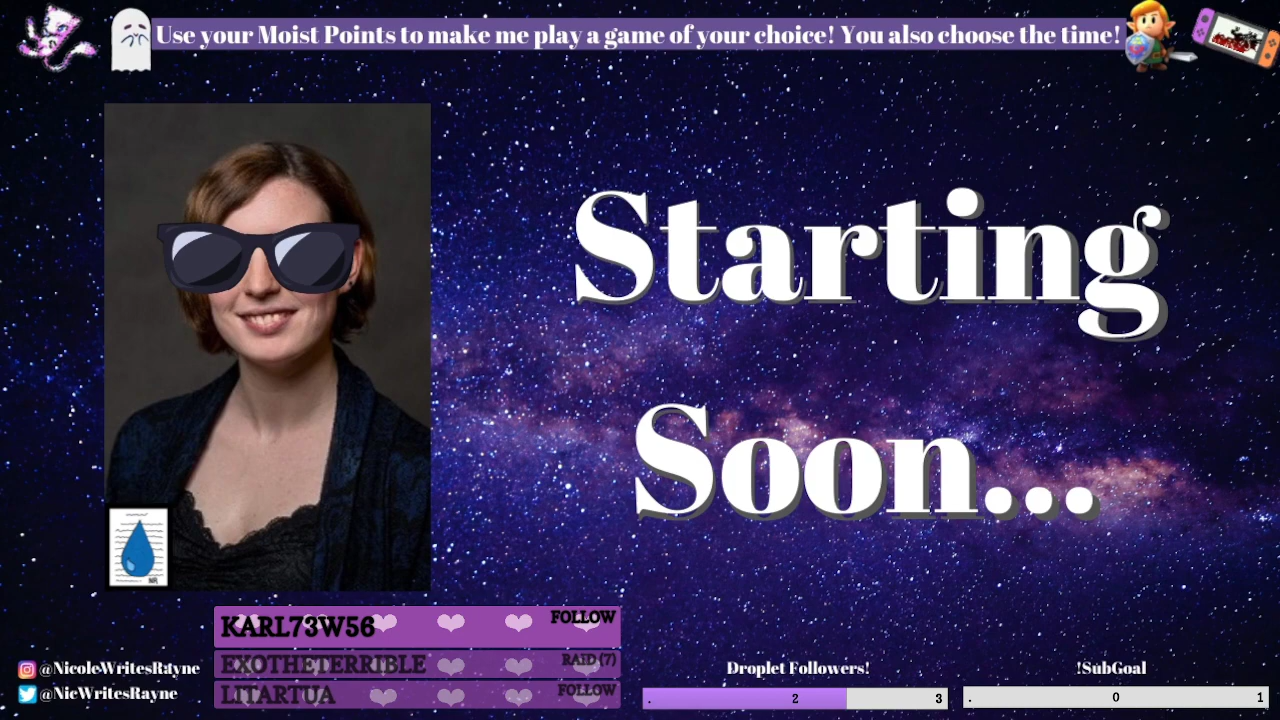 Use your Moist Points to make me play a game of your choice! You also choose the time!
Starting
Soon...
NR
KARL73W56 FOLLOW
EXOTHETERRIBLE RAID (7)
LITARTUA FOLLOW
@NicoleWritesRayne
@NicWritesRayne
Droplet Followers!
. 2 3
!SubGoal
. 0 1